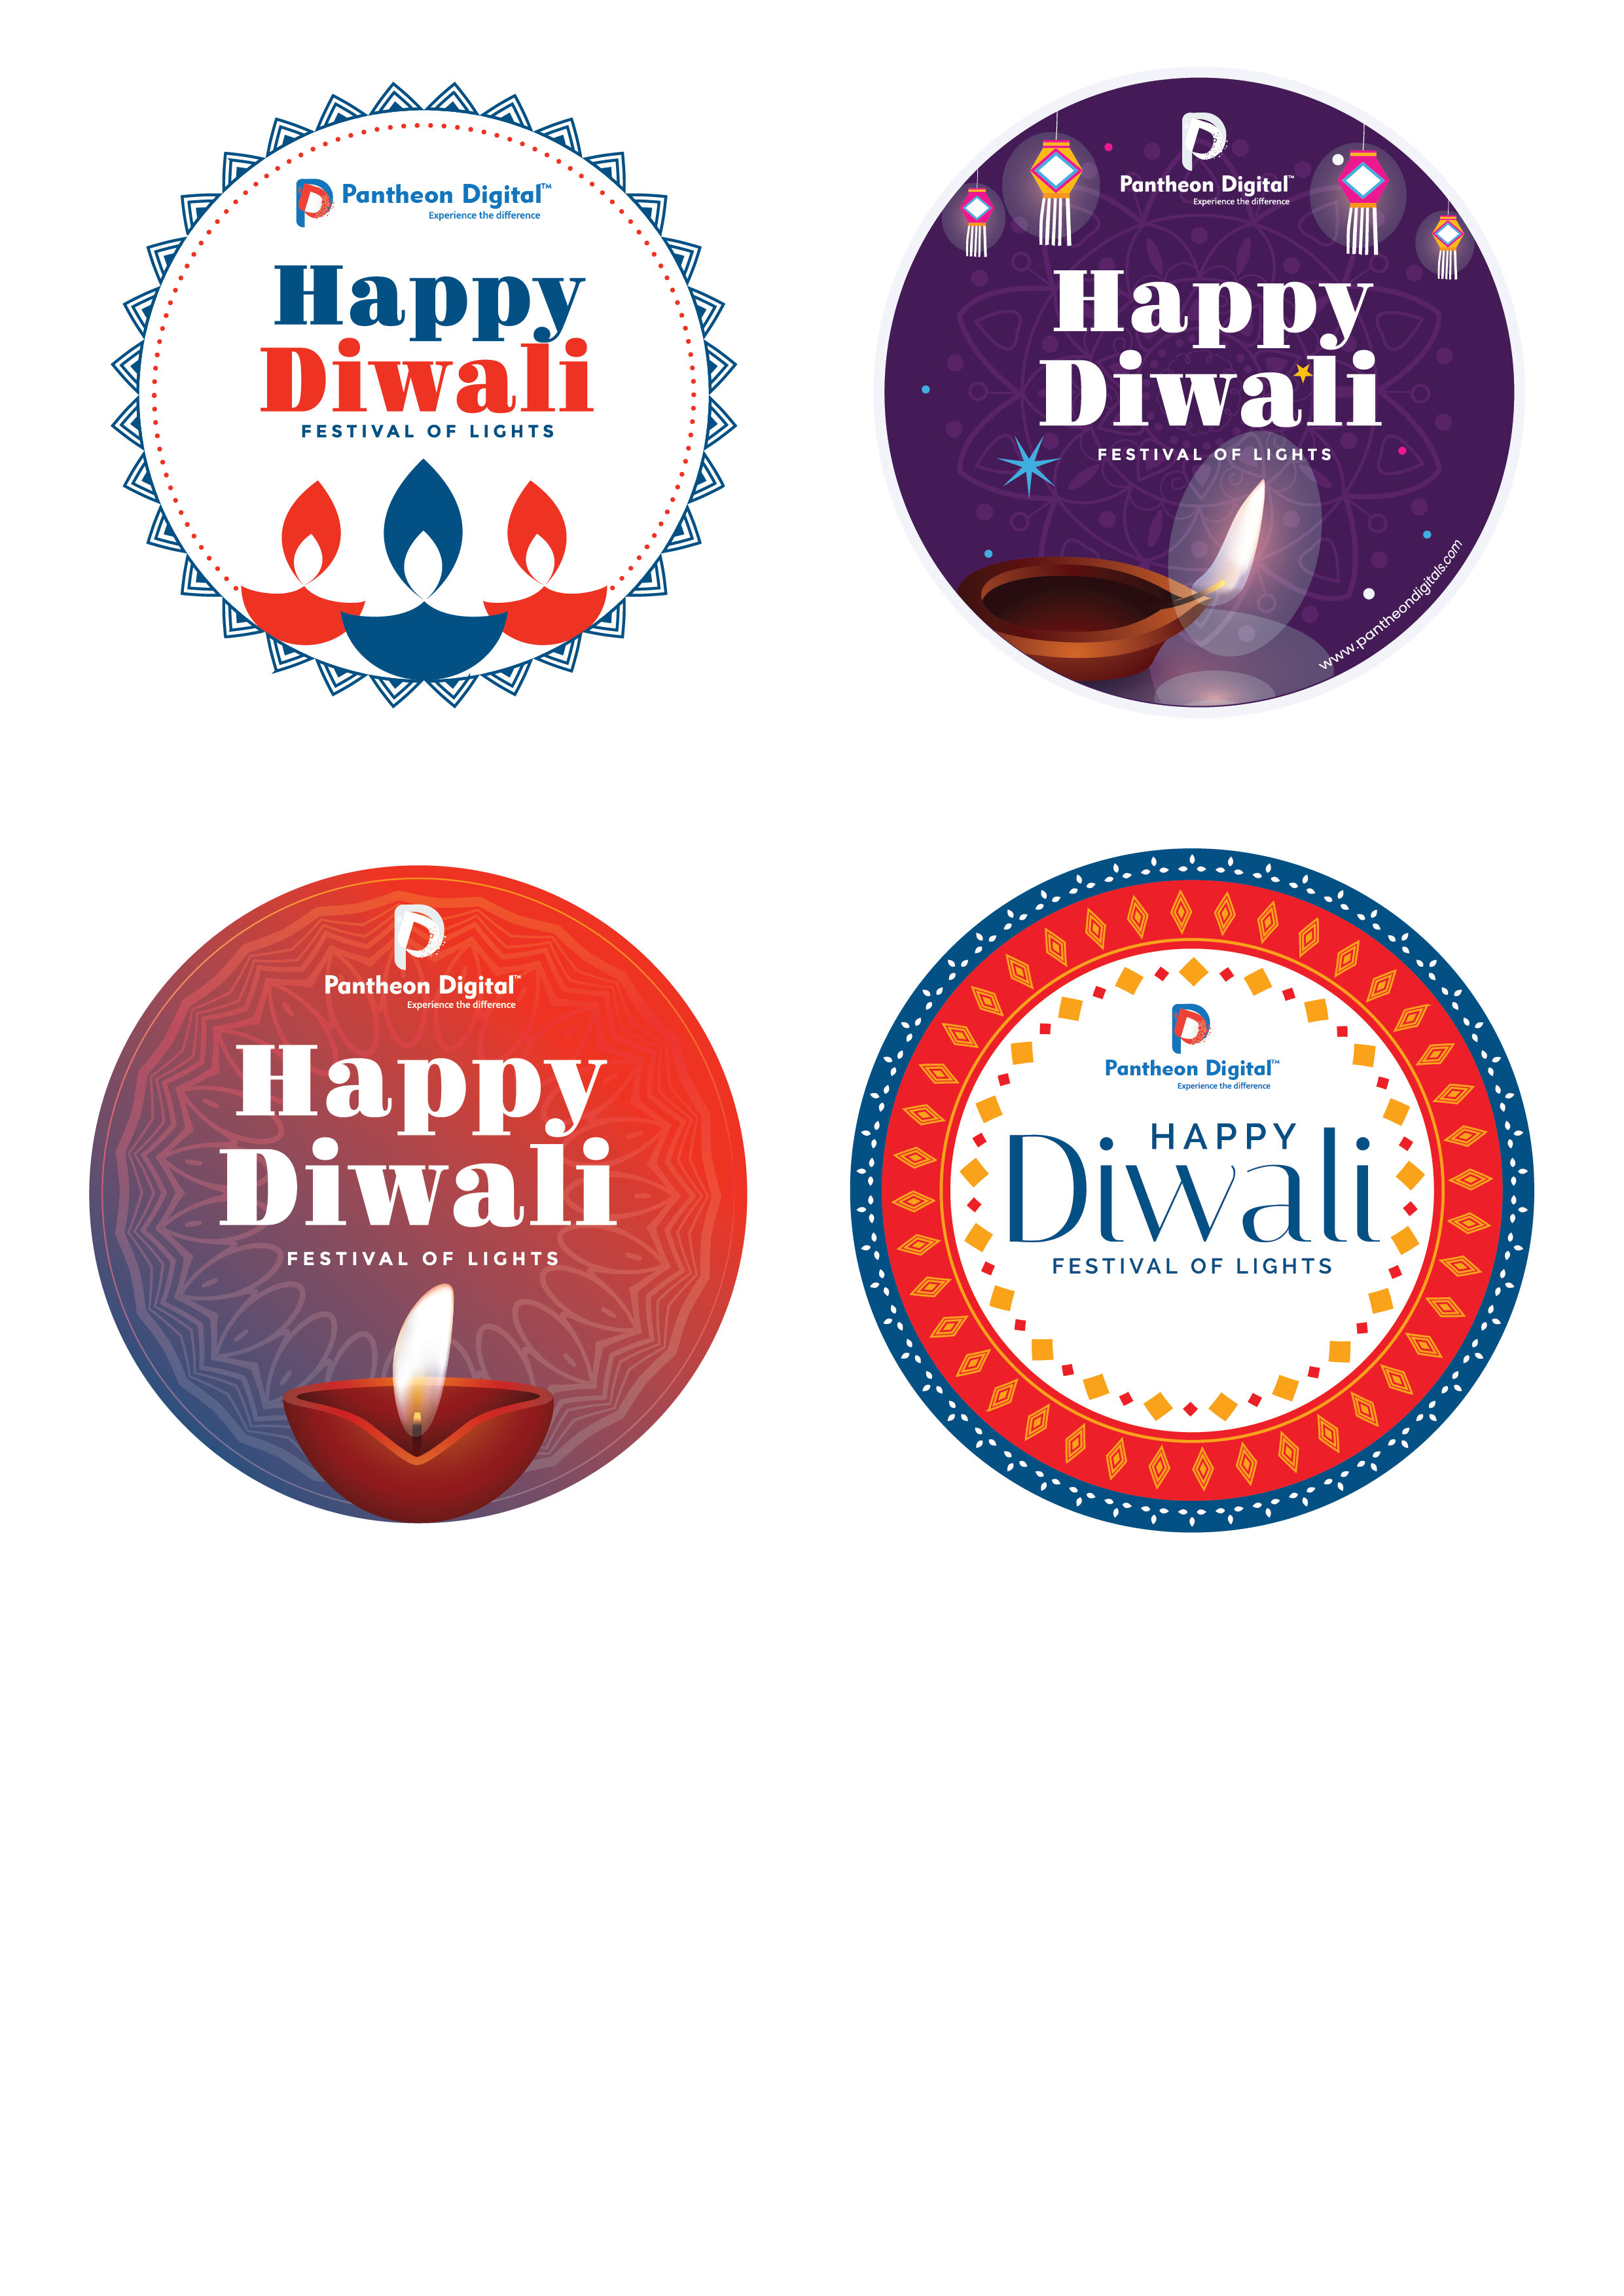 Pantheon Digital™
Experience the difference
Happy
Diwali
FESTIVAL OF LIGHTS
Pantheon Digital™
Experience the difference
Happy
Diwali
FESTIVAL OF LIGHTS
www.pantheondigitals.com
Pantheon Digital™
Experience the difference
Happy
Diwali
FESTIVAL OF LIGHTS
Pantheon Digital™
Experience the difference
HAPPY
Diwali
FESTIVAL OF LIGHTS